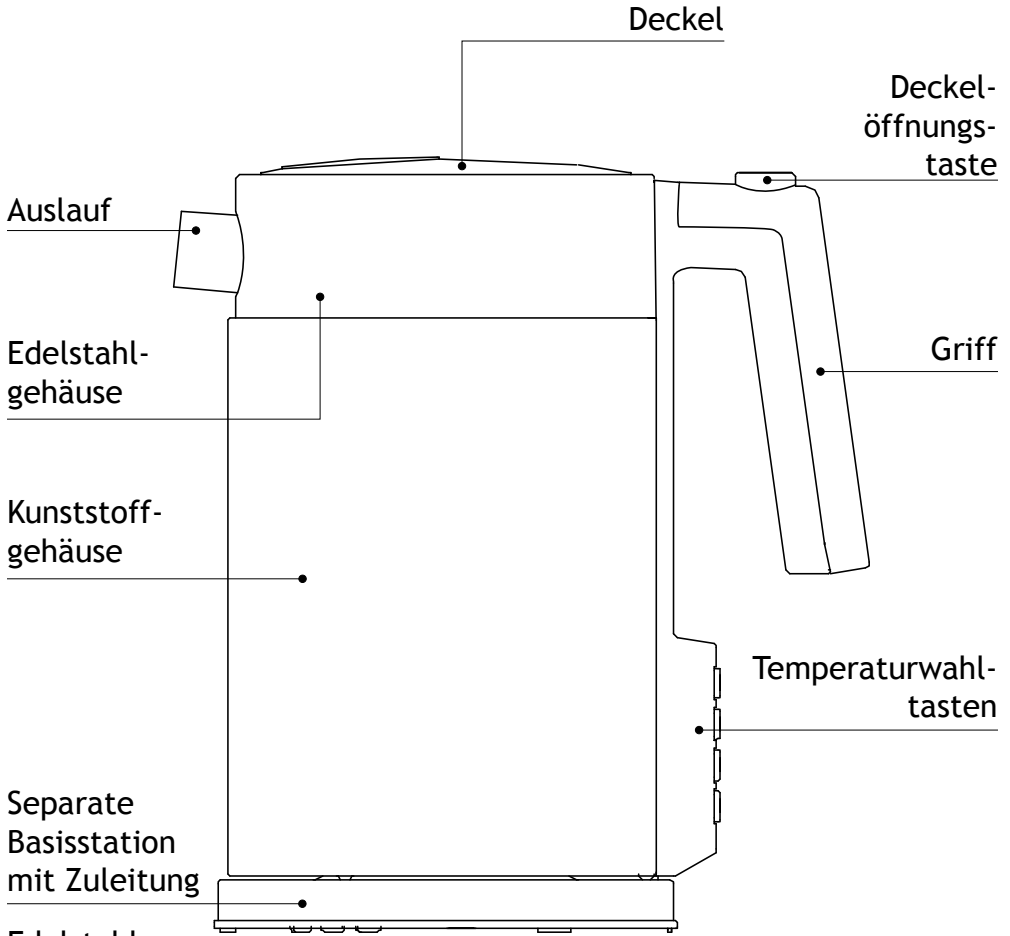 Deckel
Deckel-
öffnungs-
taste
Auslauf
Edelstahl-
gehäuse
Griff
Kunststoff-
gehäuse
Temperaturwahl-
tasten
Separate
Basisstation
mit Zuleitung